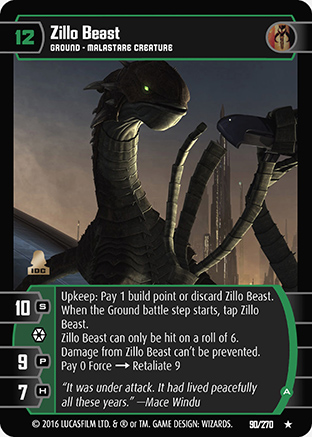 12
Zillo Beast
GROUND - MALASTARE CREATURE
IDC
10 S
9 P
7 H
Upkeep: Pay 1 build point or discard Zillo Beast.
When the Ground battle step starts, tap Zillo
Beast.
Zillo Beast can only be hit on a roll of 6.
Damage from Zillo Beast can't be prevented.
Pay 0 Force → Retaliate 9
"It was under attack. It had lived peacefully
all these years." —Mace Windu
A
© 2016 LUCASFILM LTD. & ® or TM. GAME DESIGN: WIZARDS.
90/270 ★